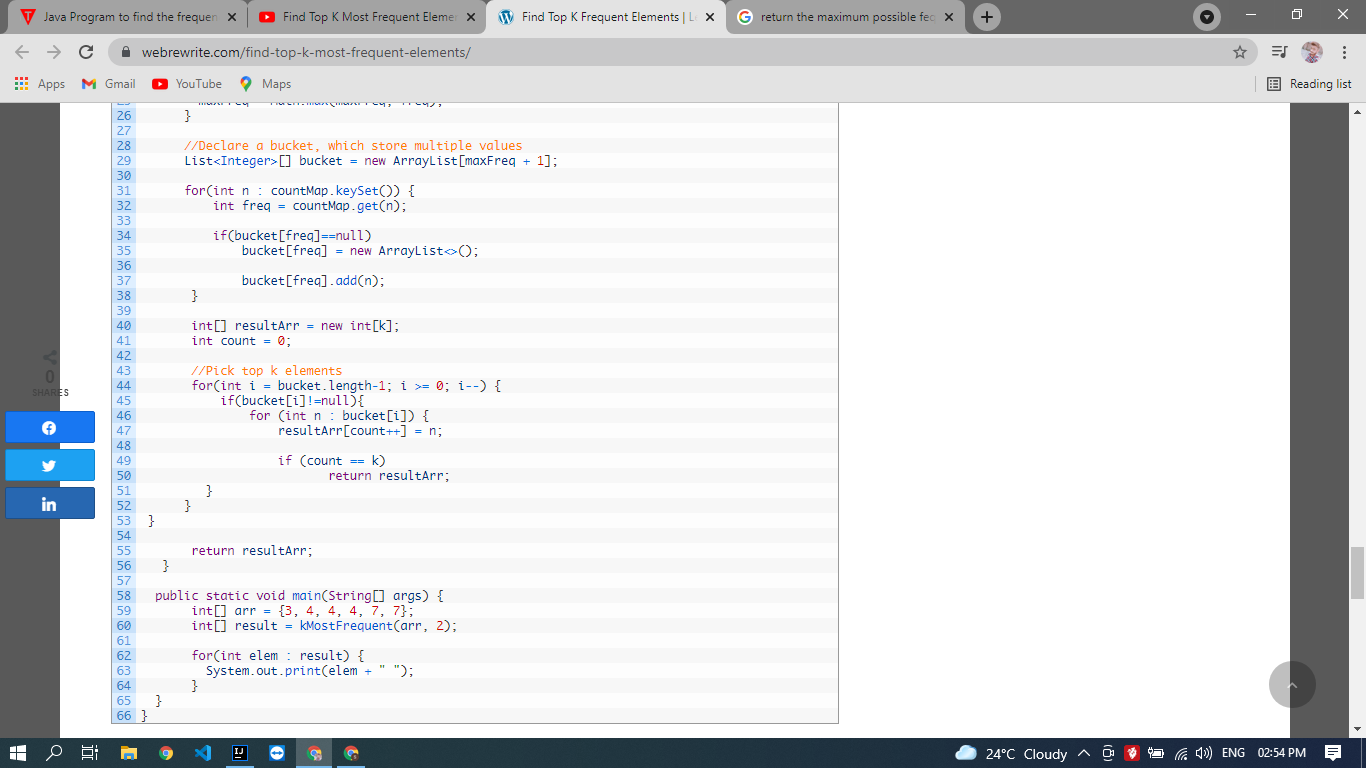 Java Program to find the frequen
Find Top K Most Frequent Elemen
Find Top K Frequent Elements | L
return the maximum possible fec
webrewrite.com/find-top-k-most-frequent-elements/
Apps
Gmail
YouTube
Maps
Reading list
26 }
27
28 //Declare a bucket, which store multiple values
29 List<Integer>[] bucket = new ArrayList[maxFreq + 1];
30
31 for(int n : countMap.keySet()) {
32 int freq = countMap.get(n);
33
34 if(bucket[freq]==null)
35 bucket[freq] = new ArrayList<>();
36
37 bucket[freq].add(n);
38 }
39
40 int[] resultArr = new int[k];
41 int count = 0;
42
43 //Pick top k elements
44 for(int i = bucket.length-1; i >= 0; i--) {
45 if(bucket[i]!=null){
46 for (int n : bucket[i]) {
47 resultArr[count++] = n;
48
49 if (count == k)
50 return resultArr;
51 }
52 }
53 }
54
55 return resultArr;
56 }
57
58 public static void main(String[] args) {
59 int[] arr = {3, 4, 4, 4, 7, 7};
60 int[] result = kMostFrequent(arr, 2);
61
62 for(int elem : result) {
63 System.out.print(elem + " ");
64 }
65 }
66 }
0
SHARES
24°C Cloudy
ENG
02:54 PM